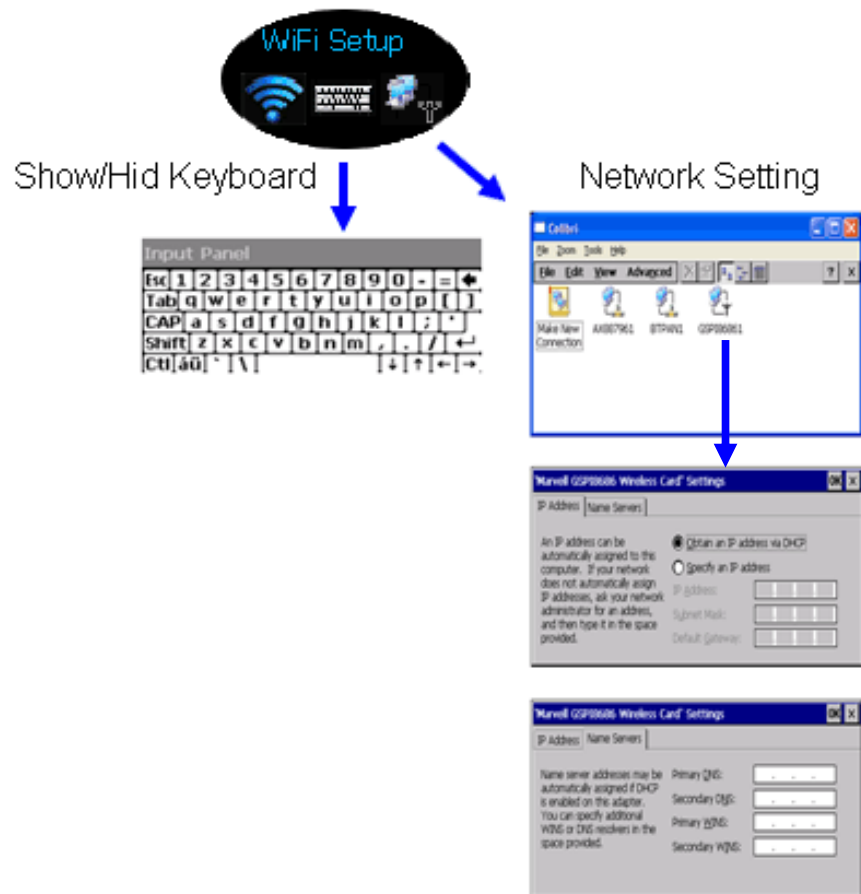 WiFi Setup
Show/Hid Keyboard
Network Setting
Input Panel
Esc 1 2 3 4 5 6 7 8 9 0 - =
Tab q w e r t y u i o p [ ]
CAP a s d f g h j k l ; '
Shift z x c v b n m , . /
Ctl áü ` \ ↓ ↑ ← →
Colibri
File Zoom Tools Help
File Edit View Advanced ? X
Make New Connection
AX887961 BTPAN1 GSPI86861
'Marvell GSPI8686 Wireless Card' Settings OK X
IP Address Name Servers
An IP address can be
automatically assigned to this
computer. If your network
does not automatically assign
IP addresses, ask your network
administrator for an address,
and then type it in the space
provided.
Obtain an IP address via DHCP
Specify an IP address
IP Address:
Subnet Mask:
Default Gateway:
'Marvell GSPI8686 Wireless Card' Settings OK X
IP Address Name Servers
Name server addresses may be
automatically assigned if DHCP
is enabled on this adapter.
You can specify additional
WINS or DNS resolvers in the
space provided.
Primary DNS:
Secondary DNS:
Primary WINS:
Secondary WINS: